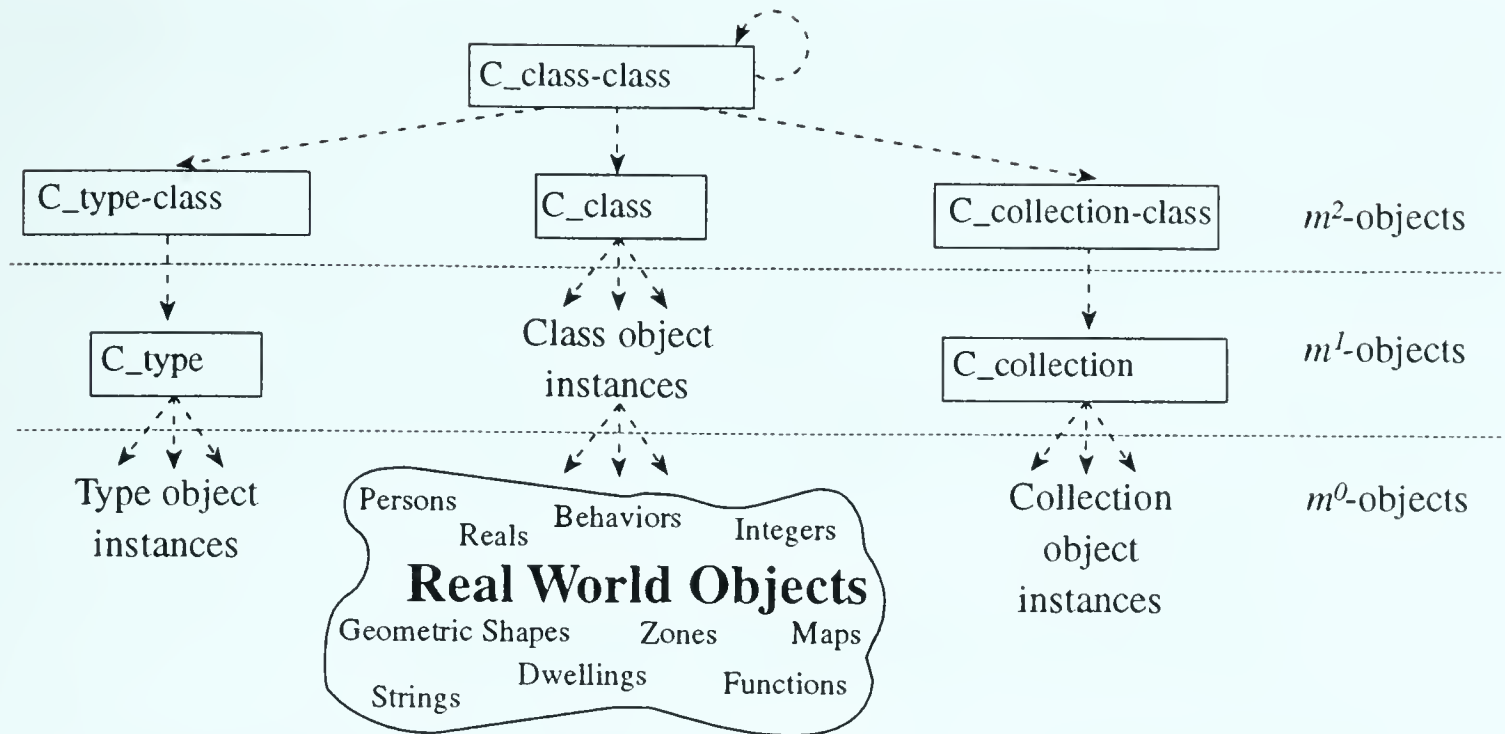 C_class-class
C_type-class
C_class
C_collection-class
m²-objects
C_type
Class object
instances
C_collection
m¹-objects
Type object
instances
Persons
Reals
Behaviors
Integers
Real World Objects
Geometric Shapes
Zones
Maps
Strings
Dwellings
Functions
Collection
object
instances
m⁰-objects